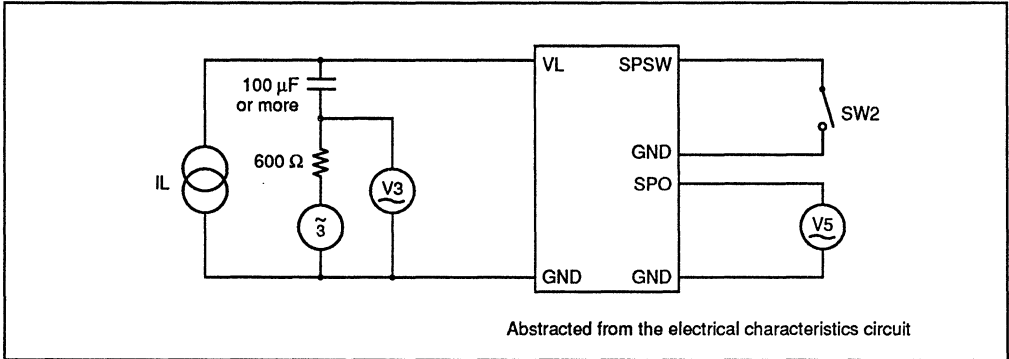 VL
SPSW
100 µF
or more
SW2
GND
600 Ω
SPO
IL
V3
V5
~
3
GND
GND
Abstracted from the electrical characteristics circuit